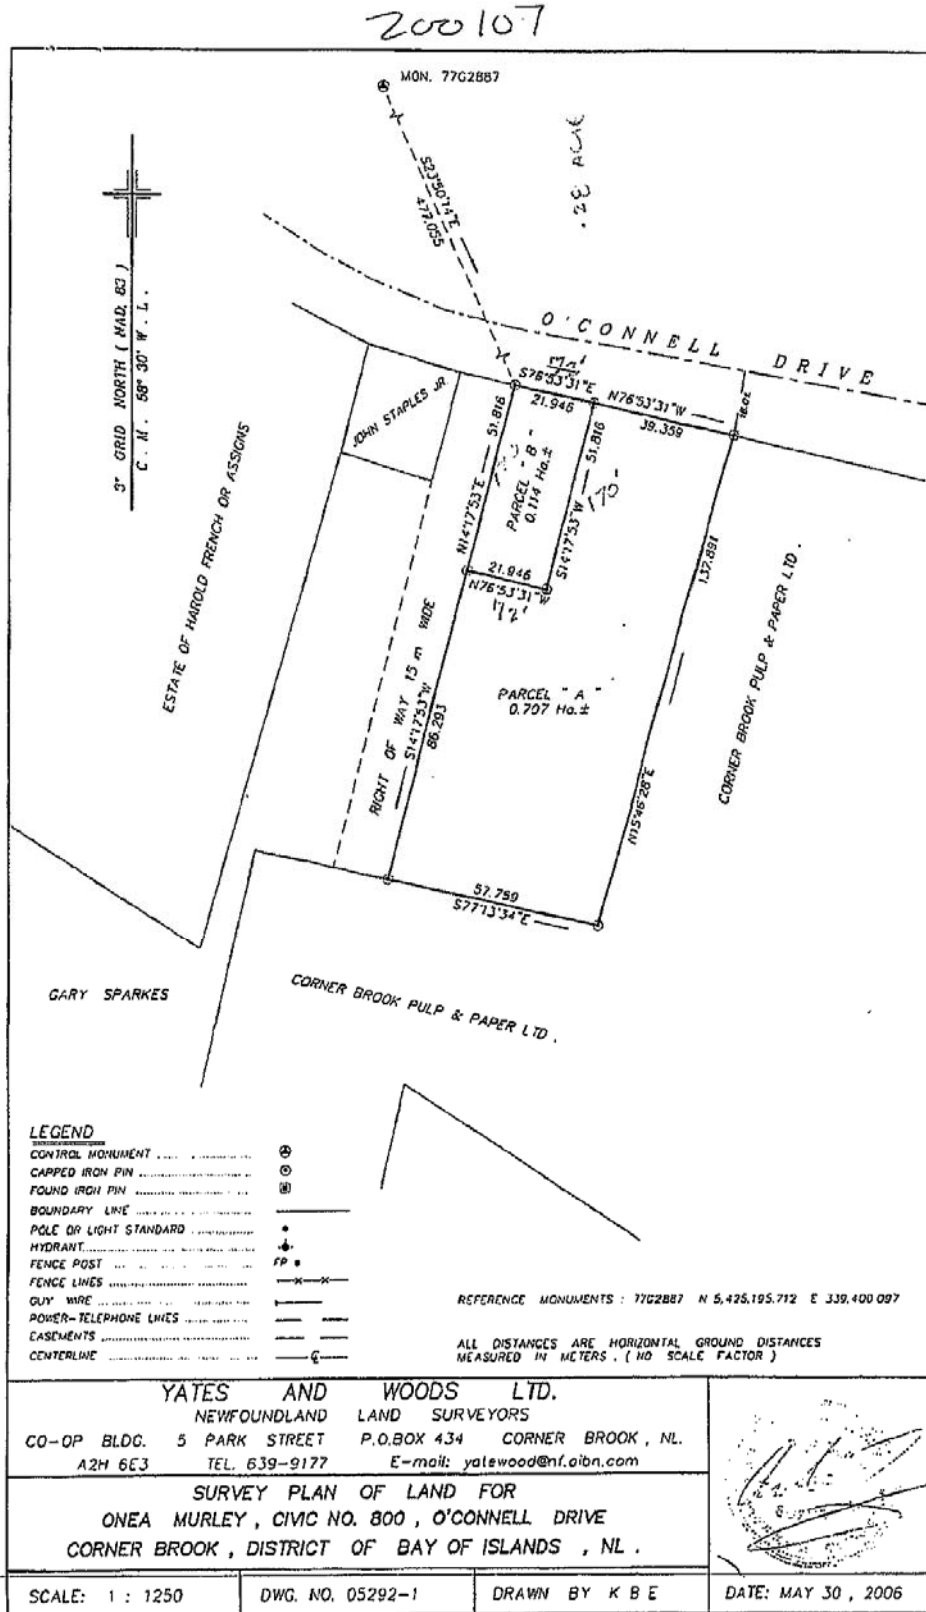 200107
MON. 77G2887
S23°50'14"E
477.055
.28 ACRE
3° GRID NORTH ( NAD. 83 )
C. M. 58° 30' W. L.
O'CONNELL DRIVE
S76°53'31"E
21.946
N76°53'31"W
39.359
18.02
JOHN STAPLES JR.
51.816
N14°17'53"E
PARCEL "B"
0.114 Ha.±
51.816
S14°17'53"W
170'
21.946
N76°53'31"W
72'
ESTATE OF HAROLD FRENCH OR ASSIGNS
RIGHT OF WAY 15 m WIDE
S14°17'53"W
86.293
PARCEL "A"
0.707 Ha.±
137.891
N15°46'28"E
CORNER BROOK PULP & PAPER LTD.
57.759
S77°13'34"E
GARY SPARKES
CORNER BROOK PULP & PAPER LTD.
LEGEND
CONTROL MONUMENT
CAPPED IRON PIN
FOUND IRON PIN
BOUNDARY LINE
POLE OR LIGHT STANDARD
HYDRANT
FENCE POST FP
FENCE LINES
GUY WIRE
POWER-TELEPHONE LINES
EASEMENTS
CENTERLINE
REFERENCE MONUMENTS : 77G2887 N 5,425,195.712 E 339,400.097
ALL DISTANCES ARE HORIZONTAL GROUND DISTANCES
MEASURED IN METERS . ( NO SCALE FACTOR )
YATES AND WOODS LTD.
NEWFOUNDLAND LAND SURVEYORS
CO-OP BLDG. 5 PARK STREET P.O.BOX 434 CORNER BROOK , NL.
A2H 6E3 TEL. 639-9177 E-mail: yatewood@nf.aibn.com
SURVEY PLAN OF LAND FOR
ONEA MURLEY , CIVIC NO. 800 , O'CONNELL DRIVE
CORNER BROOK , DISTRICT OF BAY OF ISLANDS , NL .
SCALE: 1 : 1250 DWG. NO. 05292-1 DRAWN BY K B E DATE: MAY 30 , 2006